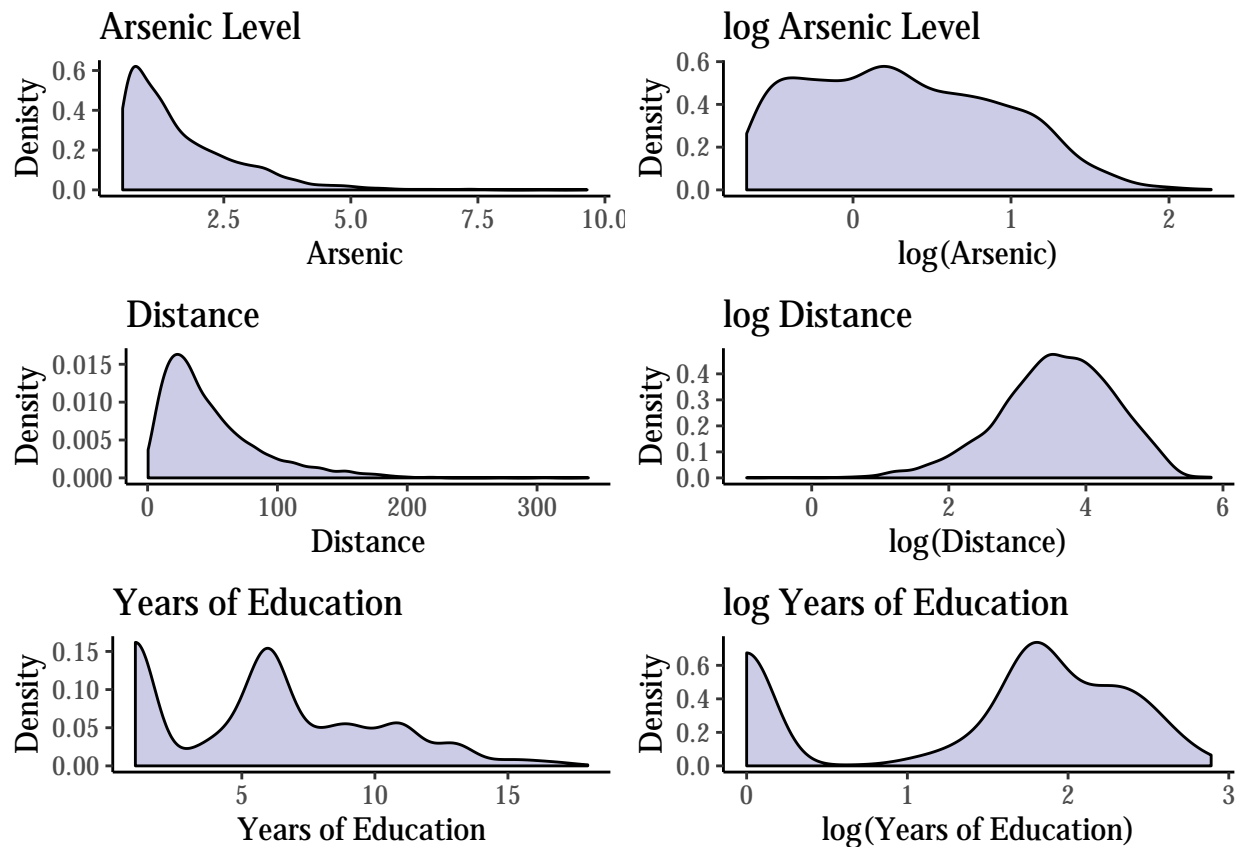 Arsenic Level
Denisty
0.6
0.4
0.2
0.0
2.5 5.0 7.5 10.0
Arsenic
log Arsenic Level
Density
0.6
0.4
0.2
0.0
0 1 2
log(Arsenic)
Distance
Density
0.015
0.010
0.005
0.000
0 100 200 300
Distance
log Distance
Density
0.4
0.3
0.2
0.1
0.0
0 2 4 6
log(Distance)
Years of Education
Density
0.15
0.10
0.05
0.00
5 10 15
Years of Education
log Years of Education
Density
0.6
0.4
0.2
0.0
0 1 2 3
log(Years of Education)